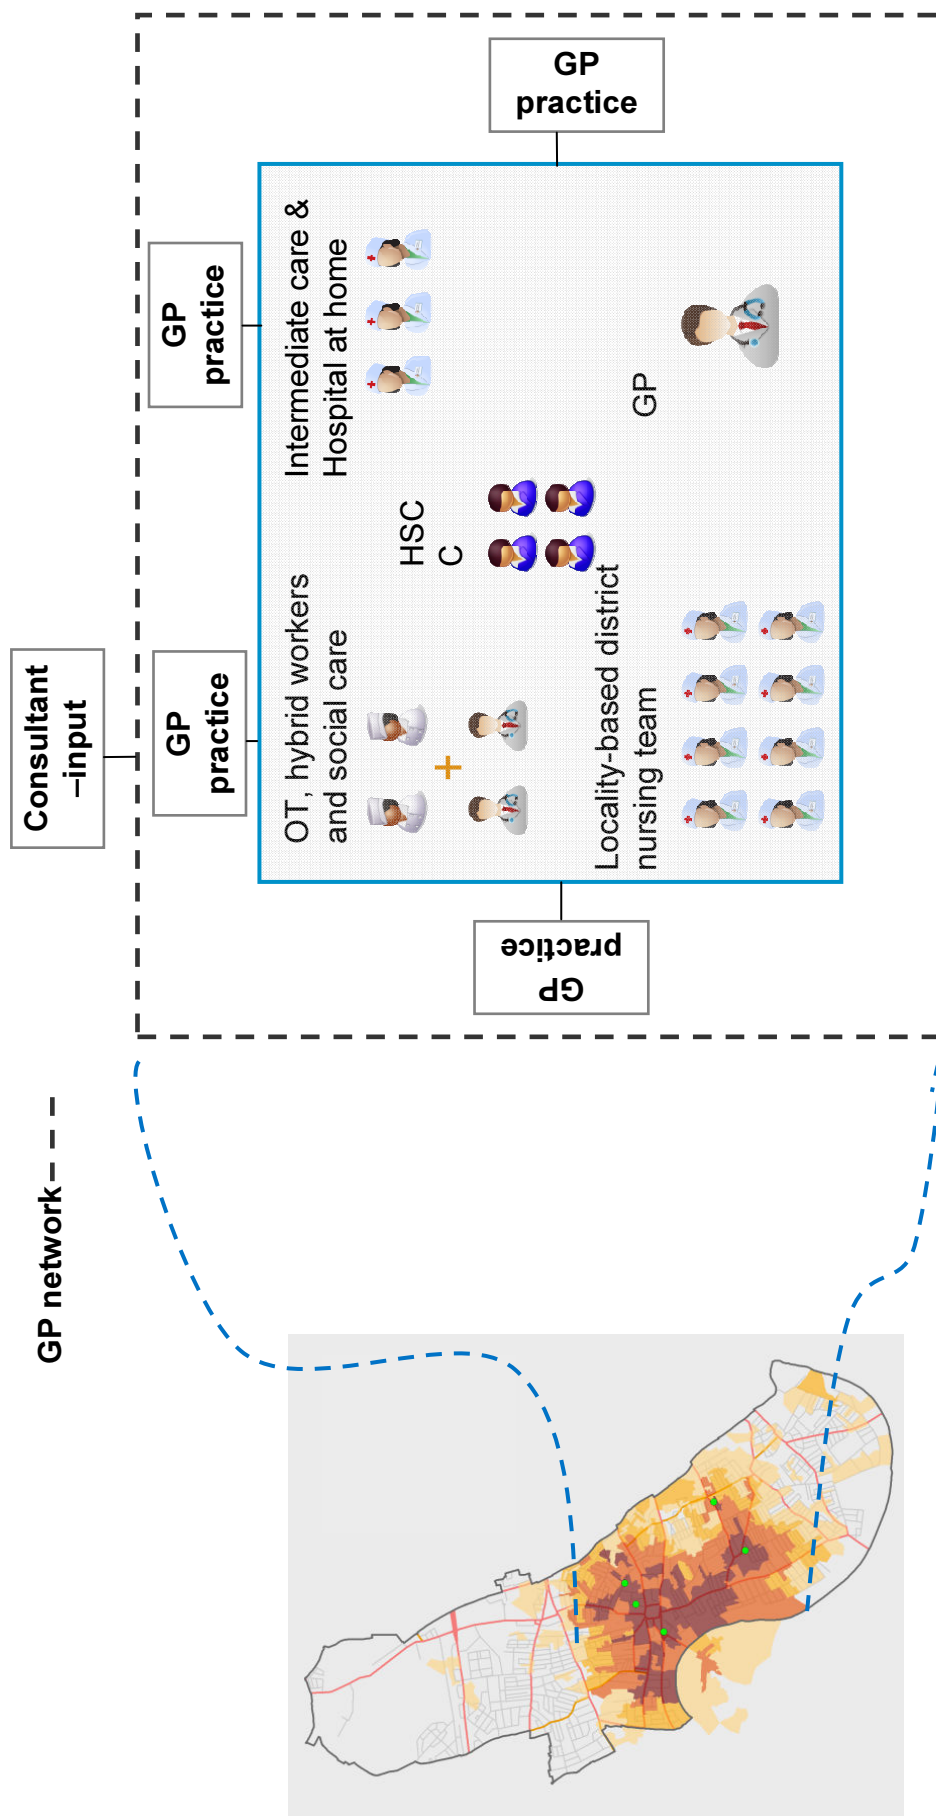 GP network
Consultant
–input
GP
practice
GP
practice
GP
practice
GP
practice
OT, hybrid workers
and social care
HSC
C
Intermediate care &
Hospital at home
Locality-based district
nursing team
GP